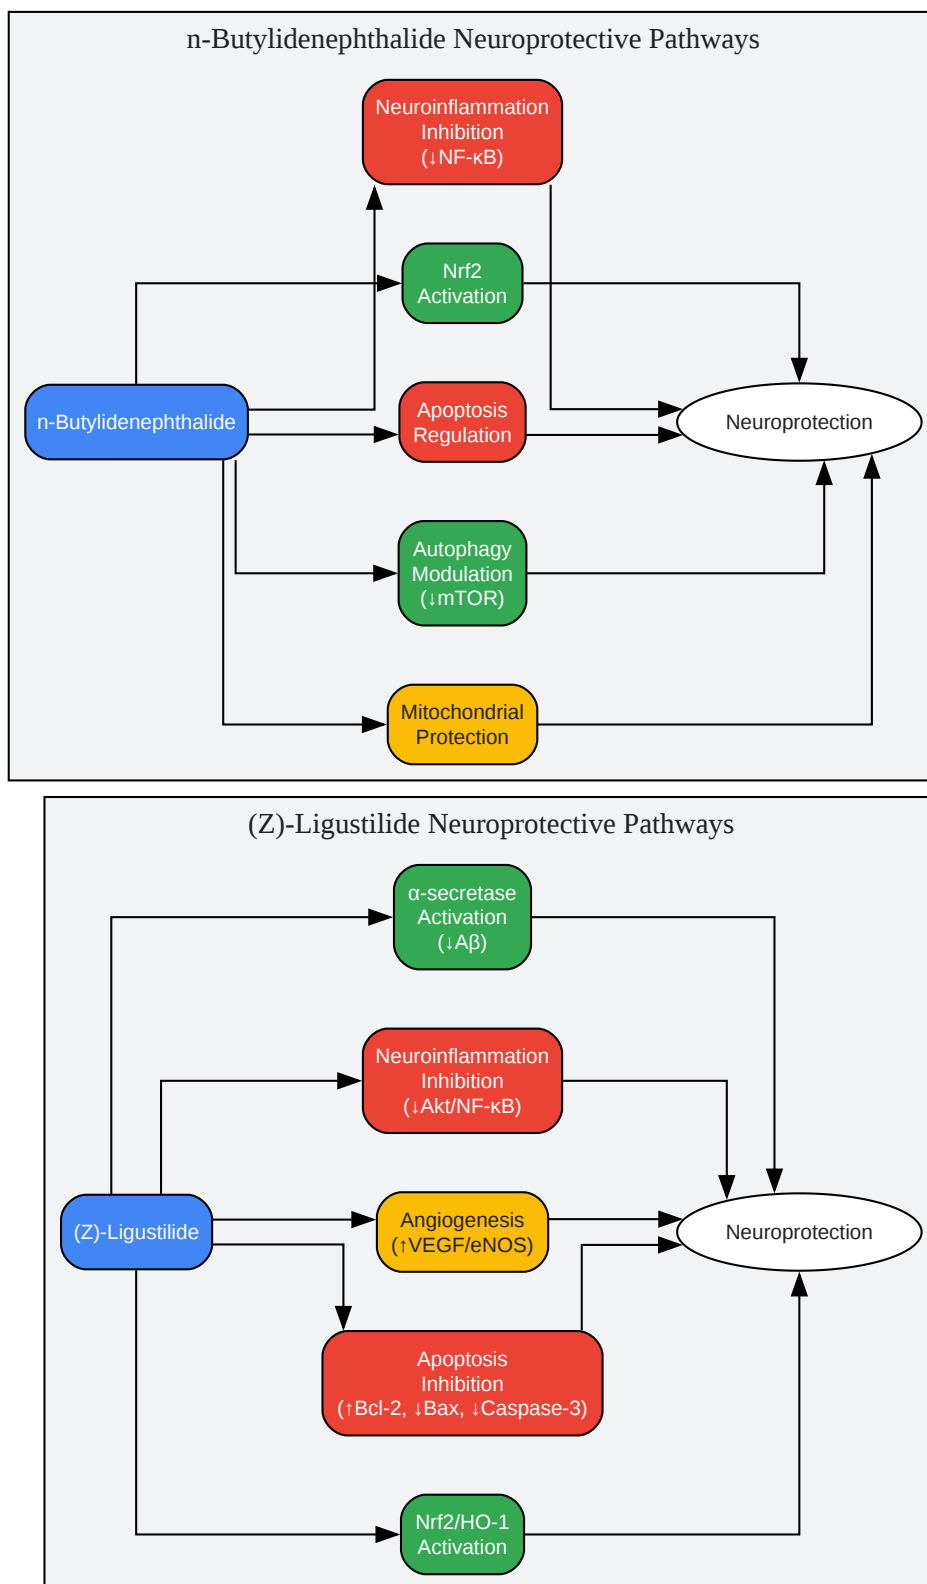 n-Butylidenephthalide Neuroprotective Pathways
Neuroinflammation
Inhibition
(↓NF-κB)
Nrf2
Activation
n-Butylidenephthalide
Apoptosis
Regulation
Neuroprotection
Autophagy
Modulation
(↓mTOR)
Mitochondrial
Protection
(Z)-Ligustilide Neuroprotective Pathways
α-secretase
Activation
(↓Aβ)
Neuroinflammation
Inhibition
(↓Akt/NF-κB)
(Z)-Ligustilide
Angiogenesis
(↑VEGF/eNOS)
Neuroprotection
Apoptosis
Inhibition
(↑Bcl-2, ↓Bax, ↓Caspase-3)
Nrf2/HO-1
Activation